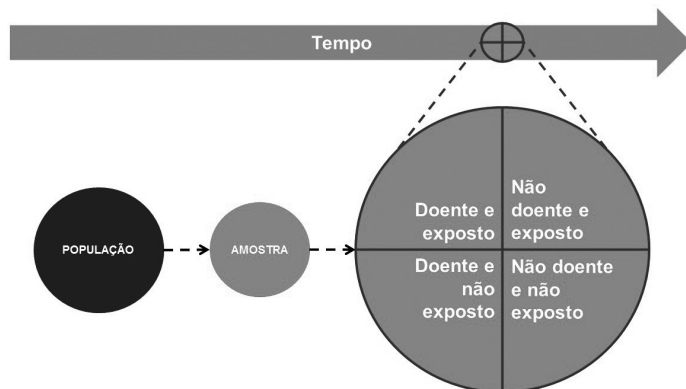 Tempo
POPULAÇÃO
AMOSTRA
Doente e
exposto
Não
doente e
exposto
Doente e
não
exposto
Não doente
e não
exposto